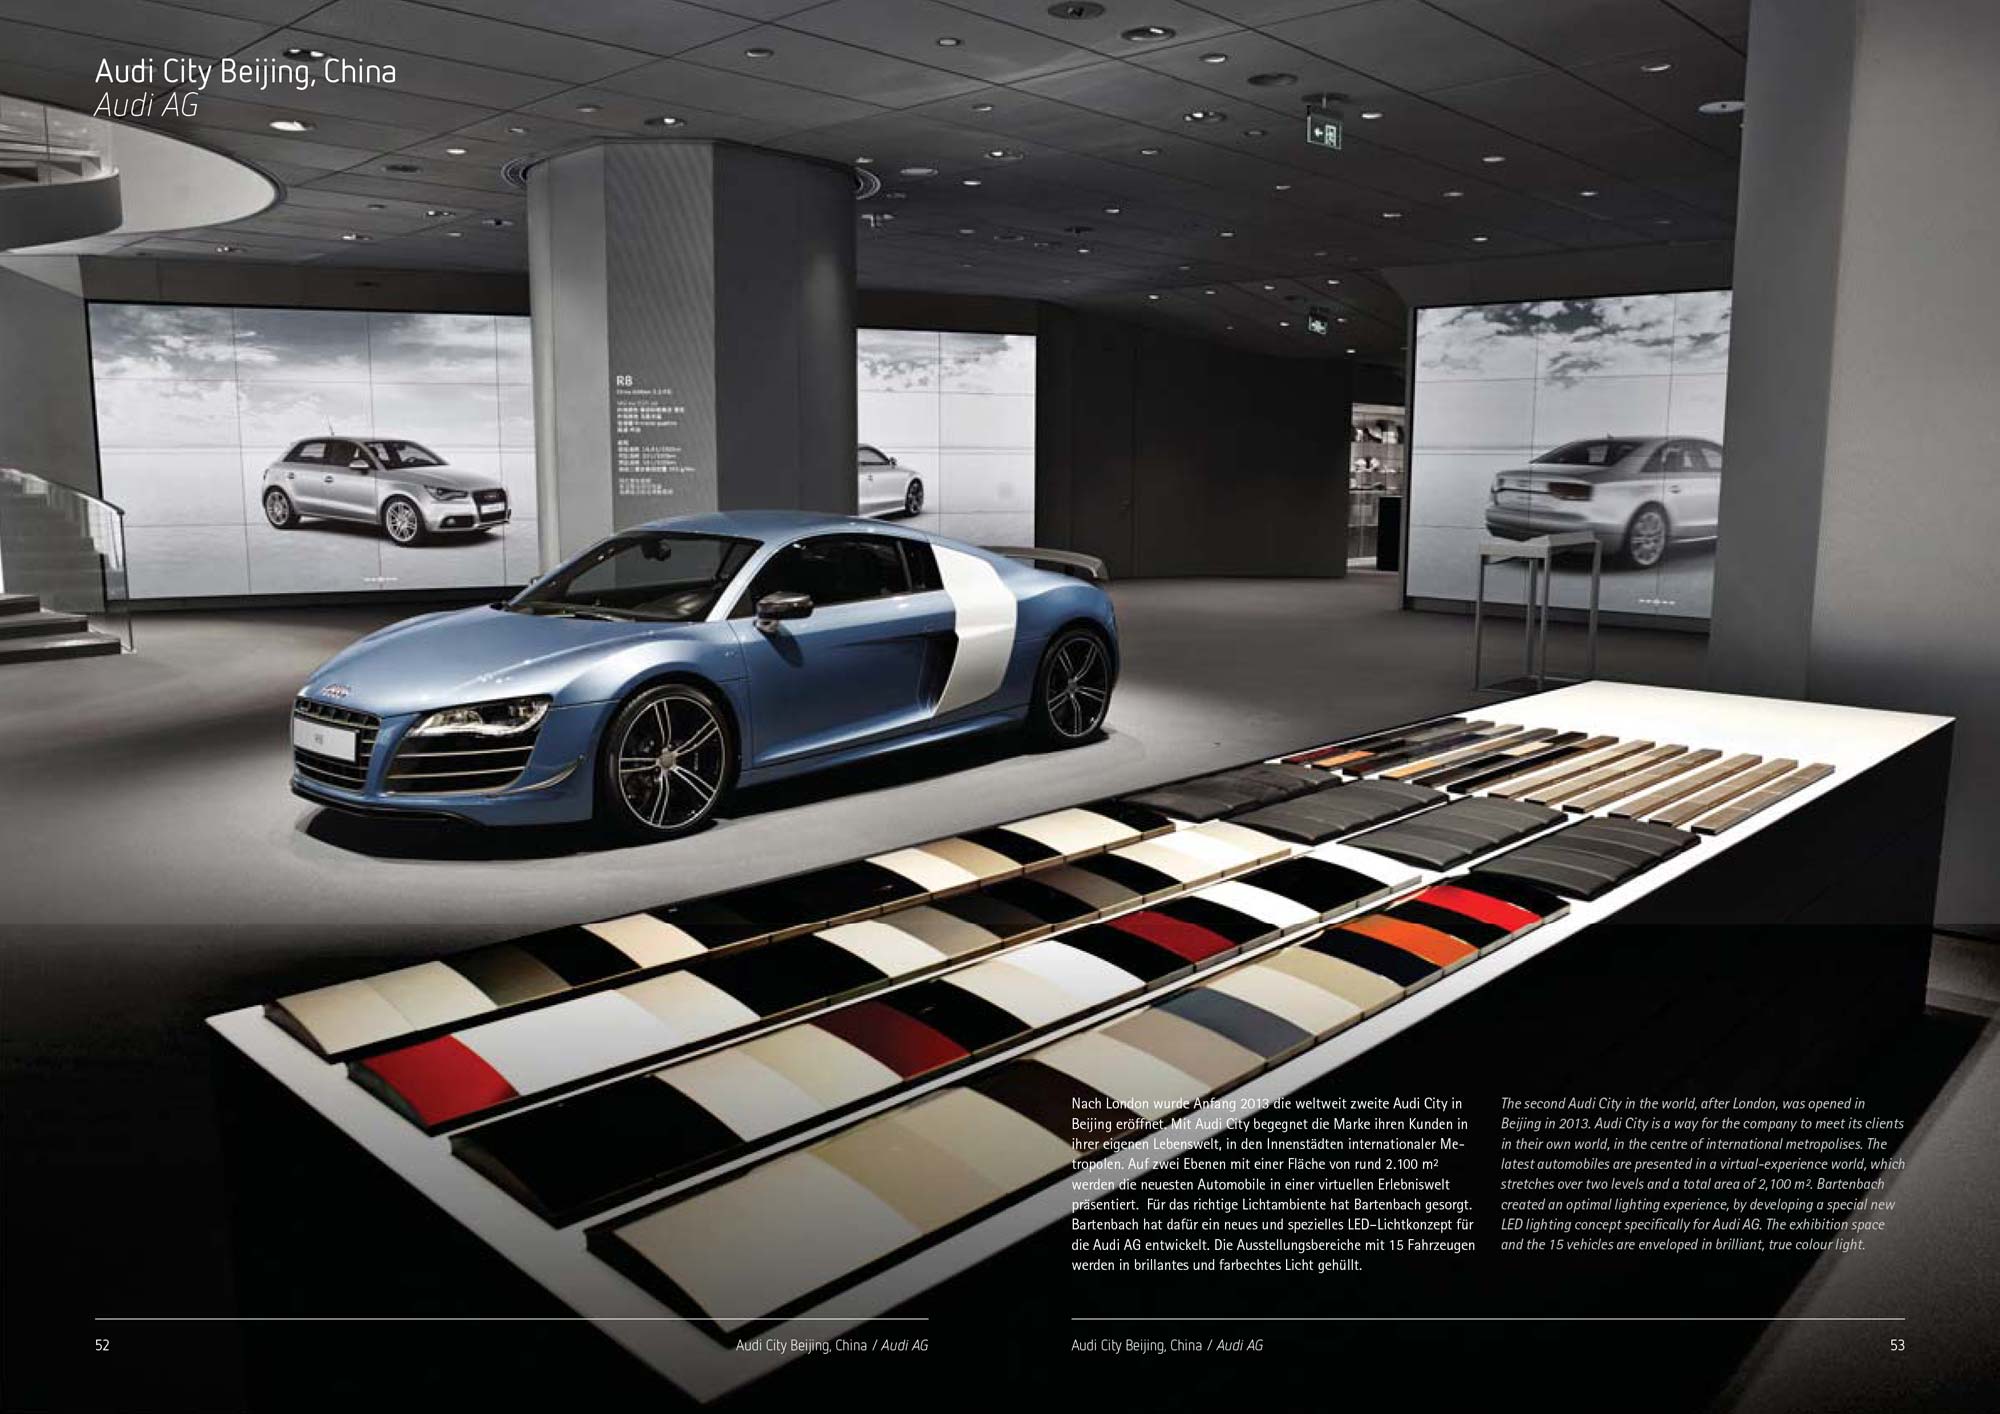 Audi City Beijing, China
Audi AG
R8
R8
Nach London wurde Anfang 2013 die weltweit zweite Audi City in
Beijing eröffnet. Mit Audi City begegnet die Marke ihren Kunden in
ihrer eigenen Lebenswelt, in den Innenstädten internationaler Me-
tropolen. Auf zwei Ebenen mit einer Fläche von rund 2.100 m²
werden die neuesten Automobile in einer virtuellen Erlebniswelt
präsentiert. Für das richtige Lichtambiente hat Bartenbach gesorgt.
Bartenbach hat dafür ein neues und spezielles LED-Lichtkonzept für
die Audi AG entwickelt. Die Ausstellungsbereiche mit 15 Fahrzeugen
werden in brillantes und farbechtes Licht gehüllt.
The second Audi City in the world, after London, was opened in
Beijing in 2013. Audi City is a way for the company to meet its clients
in their own world, in the centre of international metropolises. The
latest automobiles are presented in a virtual-experience world, which
stretches over two levels and a total area of 2,100 m². Bartenbach
created an optimal lighting experience, by developing a special new
LED lighting concept specifically for Audi AG. The exhibition space
and the 15 vehicles are enveloped in brilliant, true colour light.
52
Audi City Beijing, China / Audi AG
Audi City Beijing, China / Audi AG
53